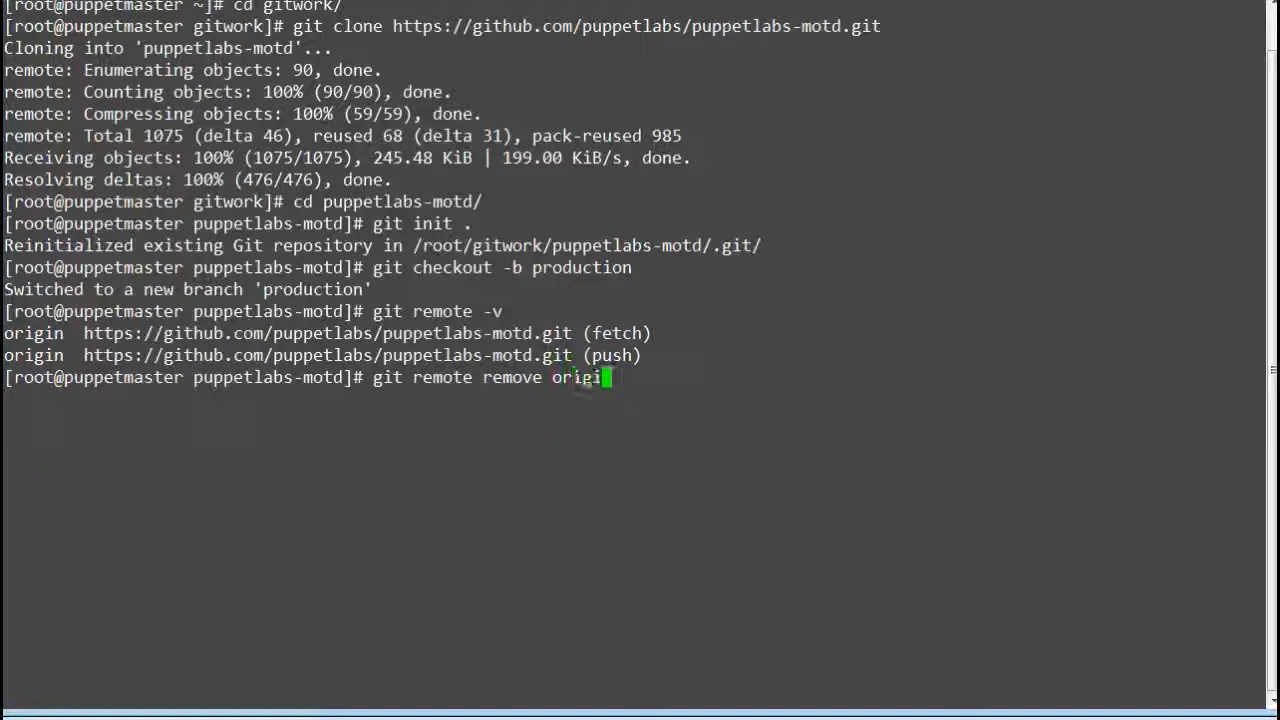 [root@puppetmaster ~]# cd gitwork/
[root@puppetmaster gitwork]# git clone https://github.com/puppetlabs/puppetlabs-motd.git
Cloning into 'puppetlabs-motd'...
remote: Enumerating objects: 90, done.
remote: Counting objects: 100% (90/90), done.
remote: Compressing objects: 100% (59/59), done.
remote: Total 1075 (delta 46), reused 68 (delta 31), pack-reused 985
Receiving objects: 100% (1075/1075), 245.48 KiB | 199.00 KiB/s, done.
Resolving deltas: 100% (476/476), done.
[root@puppetmaster gitwork]# cd puppetlabs-motd/
[root@puppetmaster puppetlabs-motd]# git init .
Reinitialized existing Git repository in /root/gitwork/puppetlabs-motd/.git/
[root@puppetmaster puppetlabs-motd]# git checkout -b production
Switched to a new branch 'production'
[root@puppetmaster puppetlabs-motd]# git remote -v
origin  https://github.com/puppetlabs/puppetlabs-motd.git (fetch)
origin  https://github.com/puppetlabs/puppetlabs-motd.git (push)
[root@puppetmaster puppetlabs-motd]# git remote remove origi